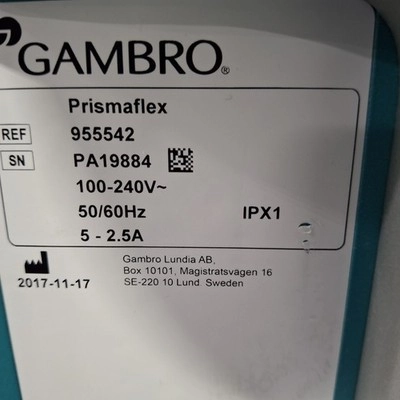 GAMBRO®
Prismaflex
REF 955542
SN PA19884
100-240V~
50/60Hz IPX1
5 - 2.5A
Gambro Lundia AB,
Box 10101, Magistratsvägen 16
2017-11-17 SE-220 10 Lund Sweden